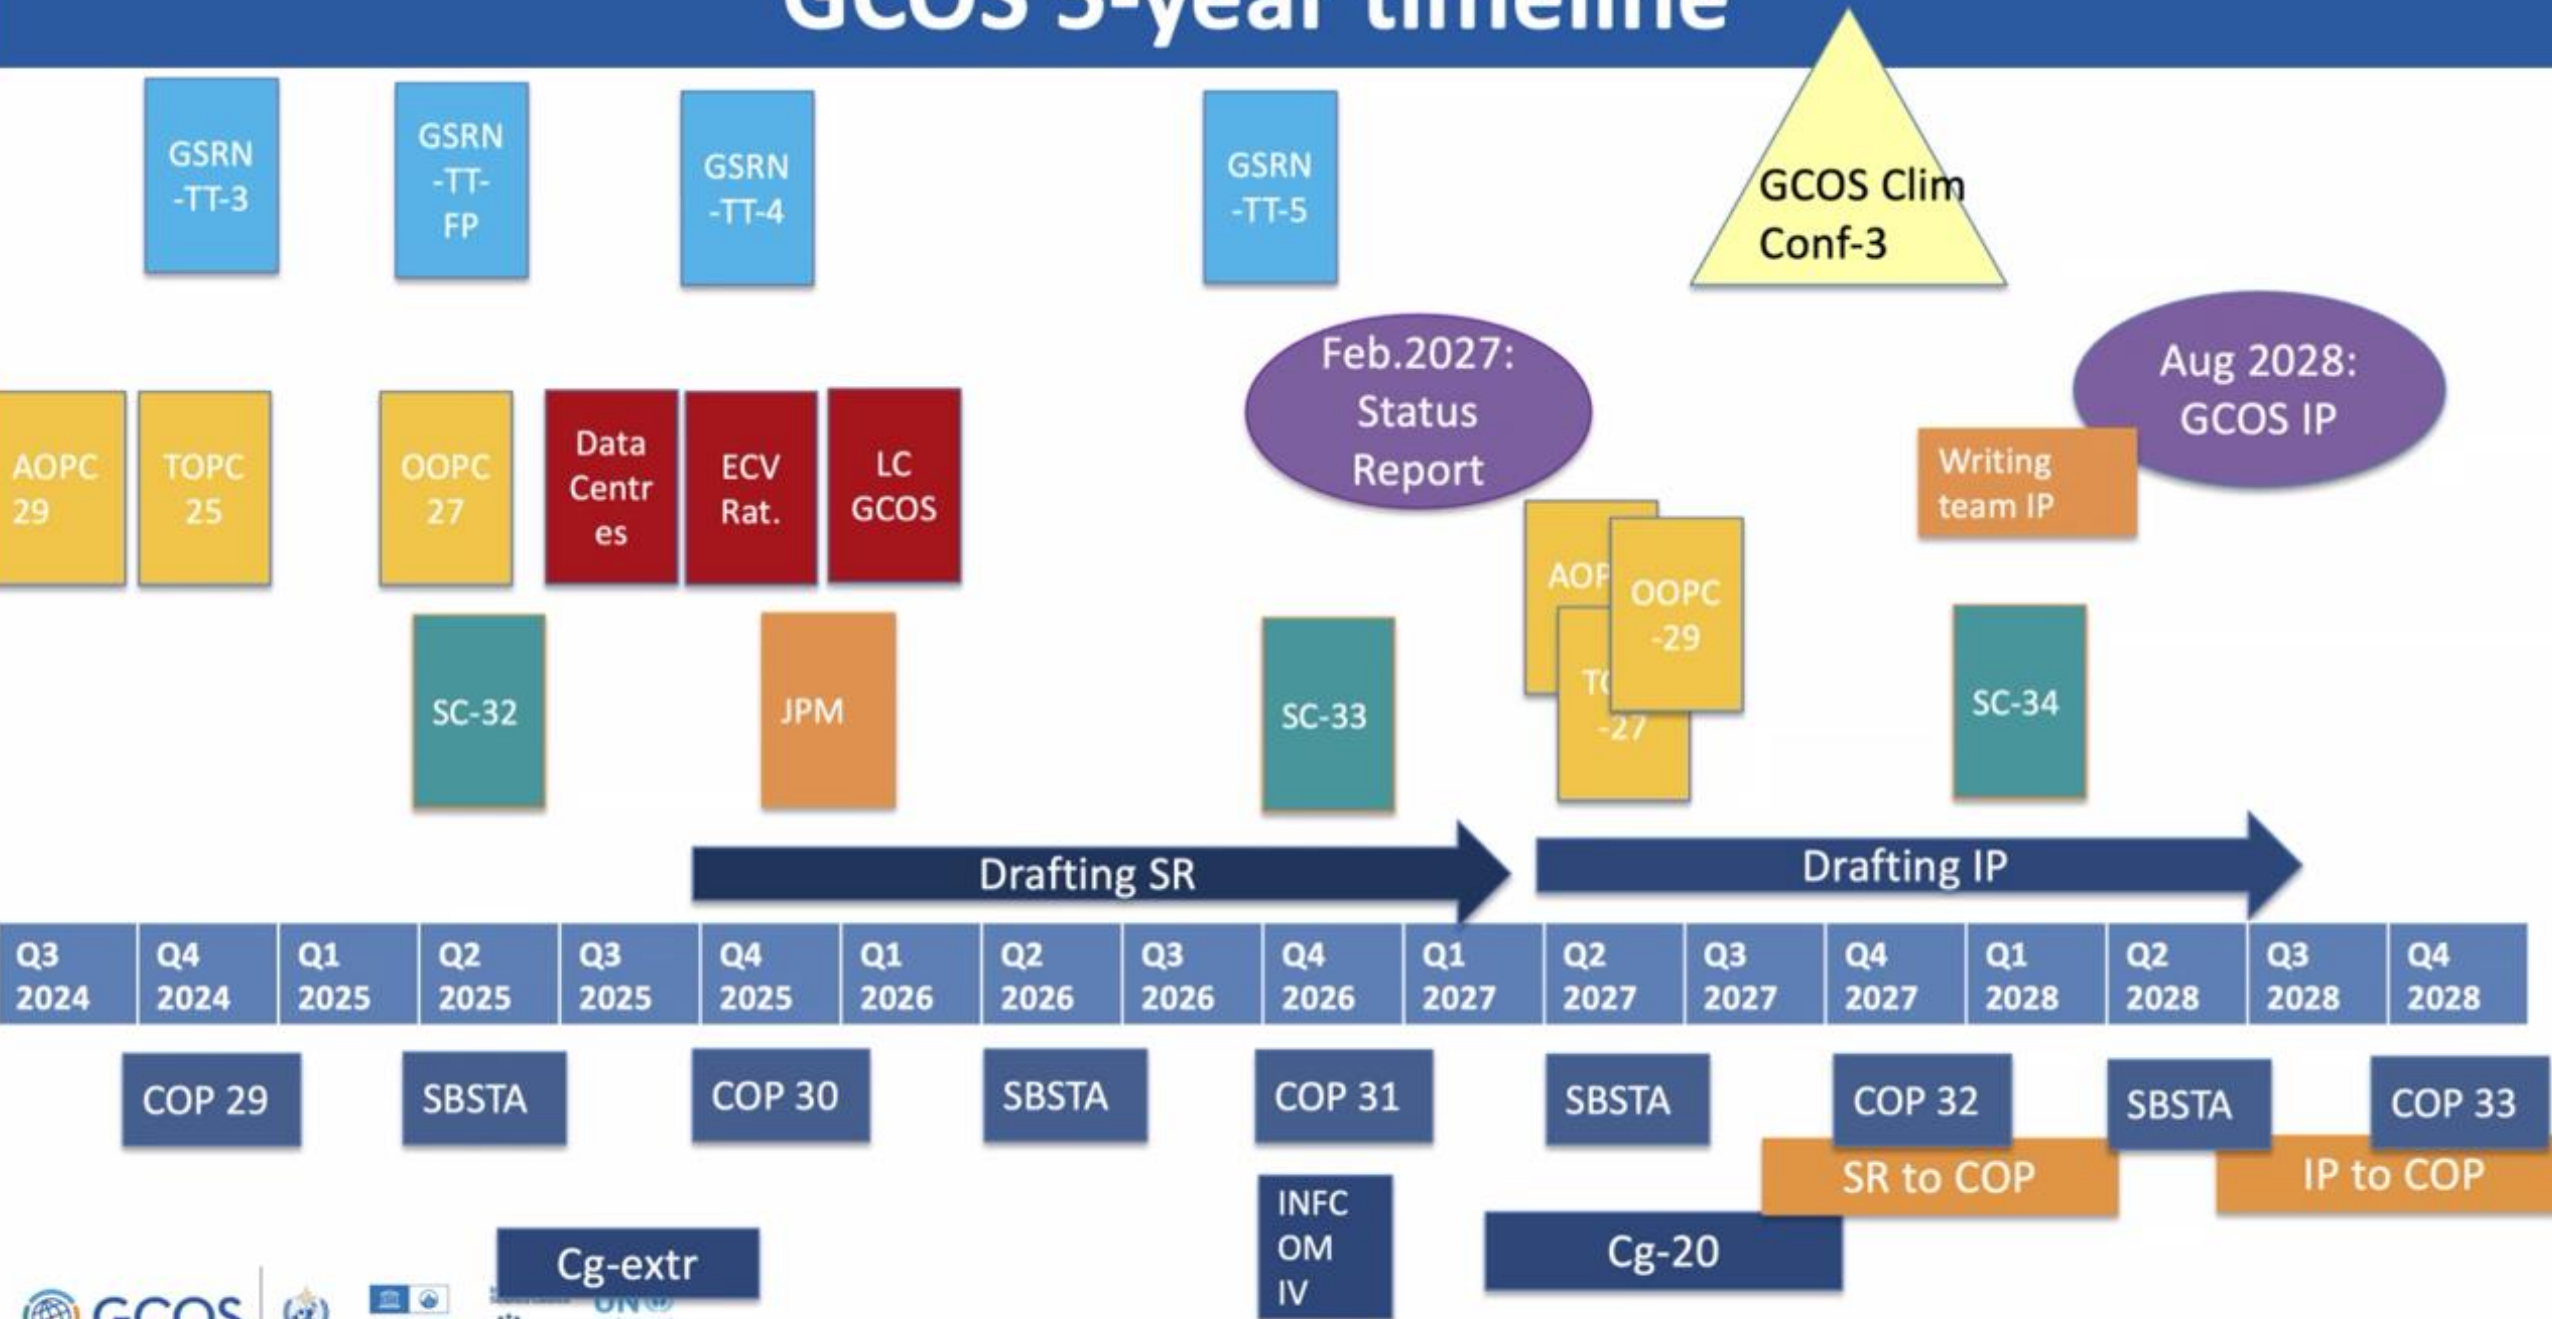 GCOS 5-year timeline
GSRN
-TT-3
GSRN
-TT-
FP
GSRN
-TT-4
GSRN
-TT-5
GCOS Clim
Conf-3
Feb.2027:
Status
Report
Aug 2028:
GCOS IP
AOPC
29
TOPC
25
OOPC
27
Data
Centr
es
ECV
Rat.
LC
GCOS
Writing
team IP
OOPC
-29
-27
SC-32
JPM
SC-33
SC-34
Drafting SR
Drafting IP
Q3
2024
Q4
2024
Q1
2025
Q2
2025
Q3
2025
Q4
2025
Q1
2026
Q2
2026
Q3
2026
Q4
2026
Q1
2027
Q2
2027
Q3
2027
Q4
2027
Q1
2028
Q2
2028
Q3
2028
Q4
2028
COP 29
SBSTA
COP 30
SBSTA
COP 31
SBSTA
COP 32
SBSTA
COP 33
SR to COP
IP to COP
INFC
OM
IV
Cg-extr
Cg-20
GCOS